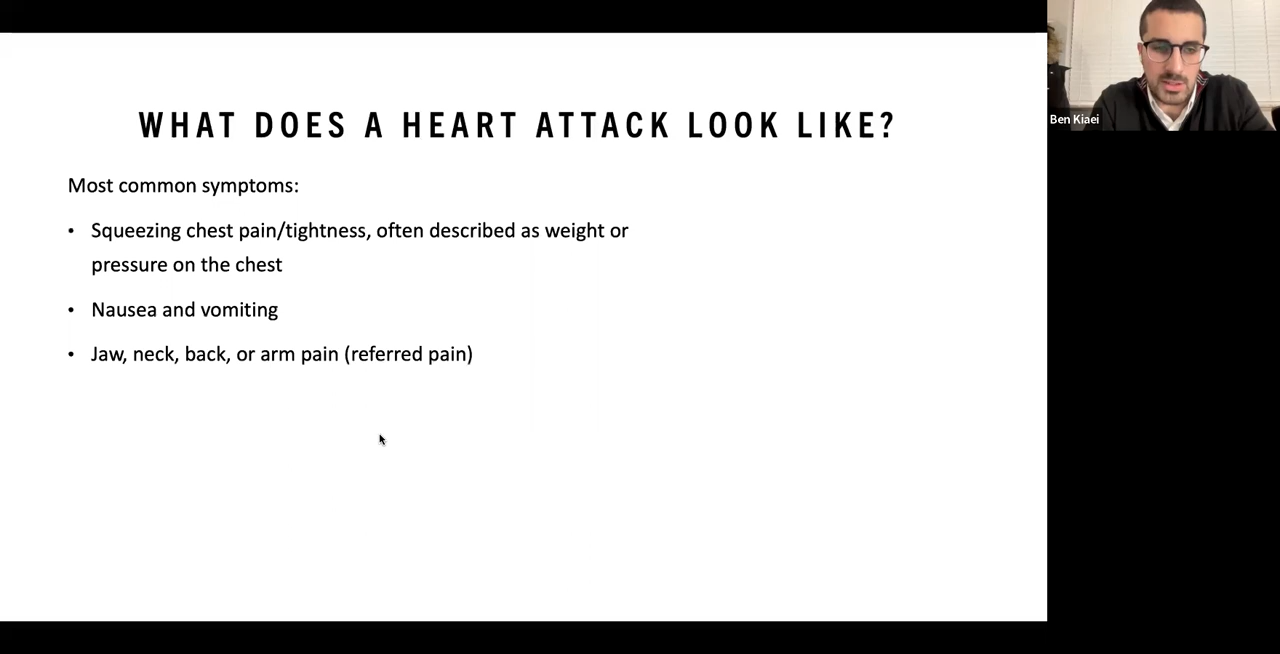 WHAT DOES A HEART ATTACK LOOK LIKE?
Most common symptoms:
• Squeezing chest pain/tightness, often described as weight or
pressure on the chest
• Nausea and vomiting
• Jaw, neck, back, or arm pain (referred pain)
Ben Kiaei